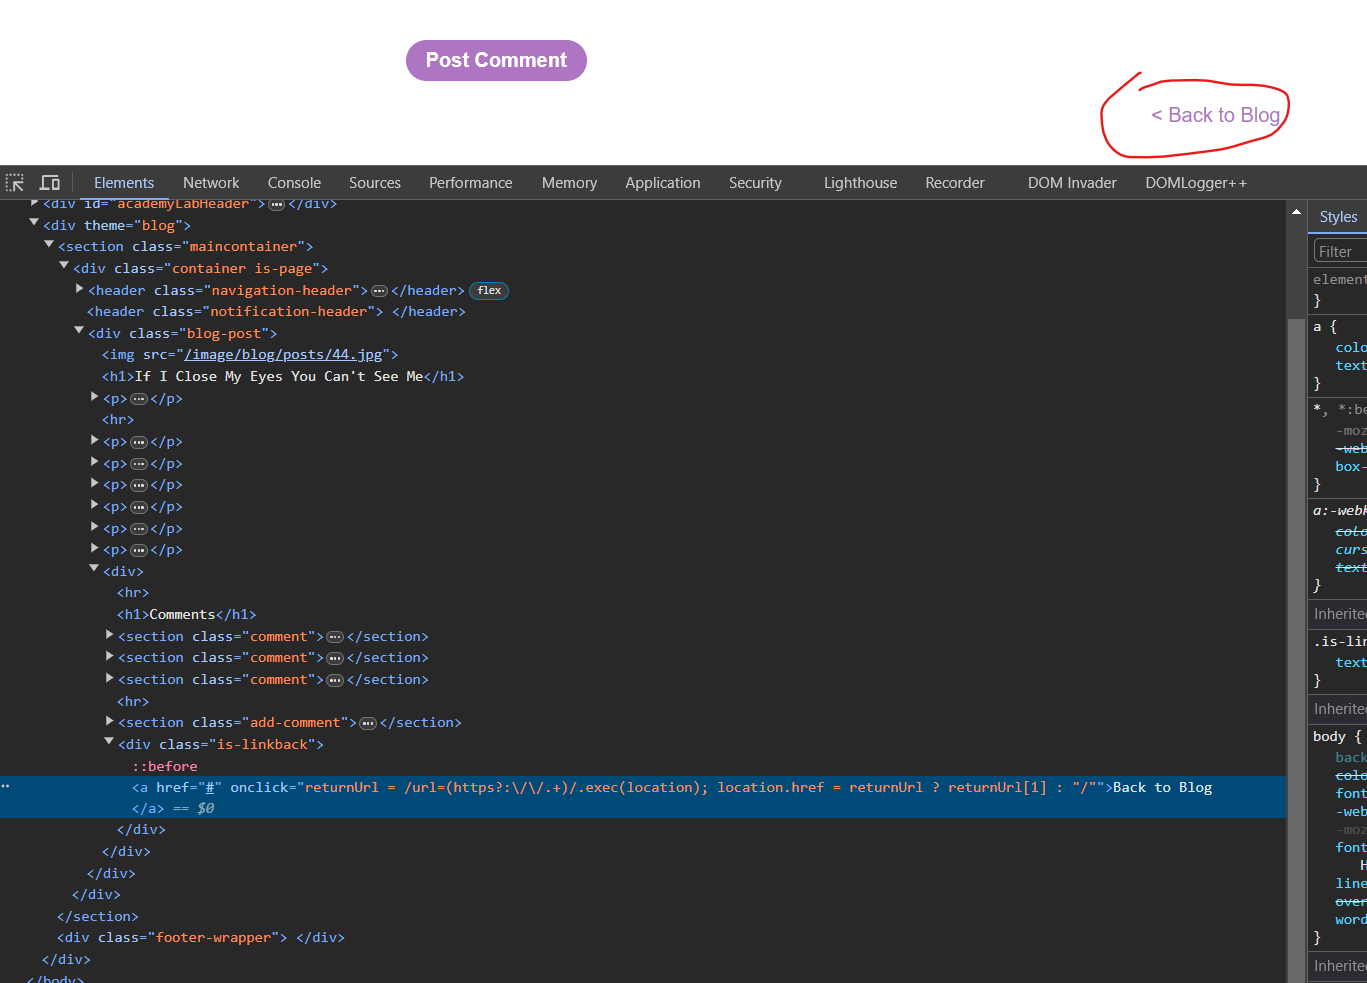 Post Comment
< Back to Blog
Elements Network Console Sources Performance Memory Application Security Lighthouse Recorder DOM Invader DOMLogger++
<div id="academyLabHeader"> ••• </div>
<div theme="blog">
<section class="maincontainer">
<div class="container is-page">
<header class="navigation-header"> ••• </header> flex
<header class="notification-header"> </header>
<div class="blog-post">
<img src="/image/blog/posts/44.jpg">
<h1>If I Close My Eyes You Can't See Me</h1>
<p> ••• </p>
<hr>
<p> ••• </p>
<p> ••• </p>
<p> ••• </p>
<p> ••• </p>
<p> ••• </p>
<p> ••• </p>
<div>
<hr>
<h1>Comments</h1>
<section class="comment"> ••• </section>
<section class="comment"> ••• </section>
<section class="comment"> ••• </section>
<hr>
<section class="add-comment"> ••• </section>
<div class="is-linkback">
::before
<a href="#" onclick="returnUrl = /url=(https?:\/\/.+)/.exec(location); location.href = returnUrl ? returnUrl[1] : "/"">Back to Blog
</a> == $0
</div>
</div>
</div>
</div>
</section>
<div class="footer-wrapper"> </div>
</div>
</body>
Styles
Filter
element
}
a {
colo
text
}
*, *:be
-moz
-web
box-
}
a:-webk
colo
curs
text
}
Inherite
.is-lin
text
}
Inherite
body {
back
colo
font
-web
-moz
font
H
line
over
word
}
Inherite